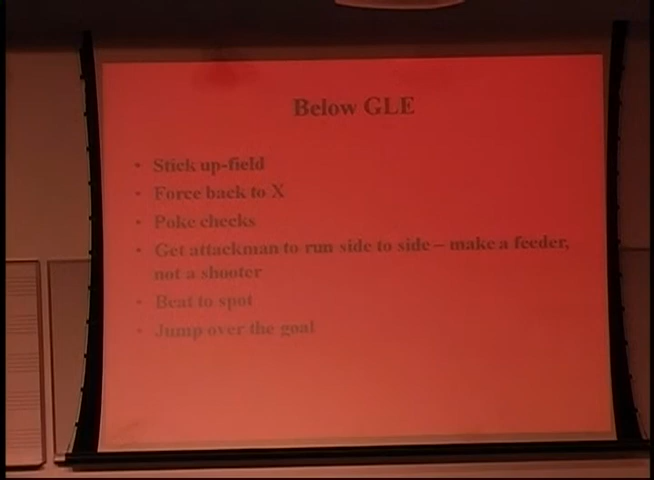 Below GLE
• Stick up-field
• Force back to X
• Poke checks
• Get attackman to run side to side – make a feeder,
not a shooter
• Beat to spot
• Jump over the goal